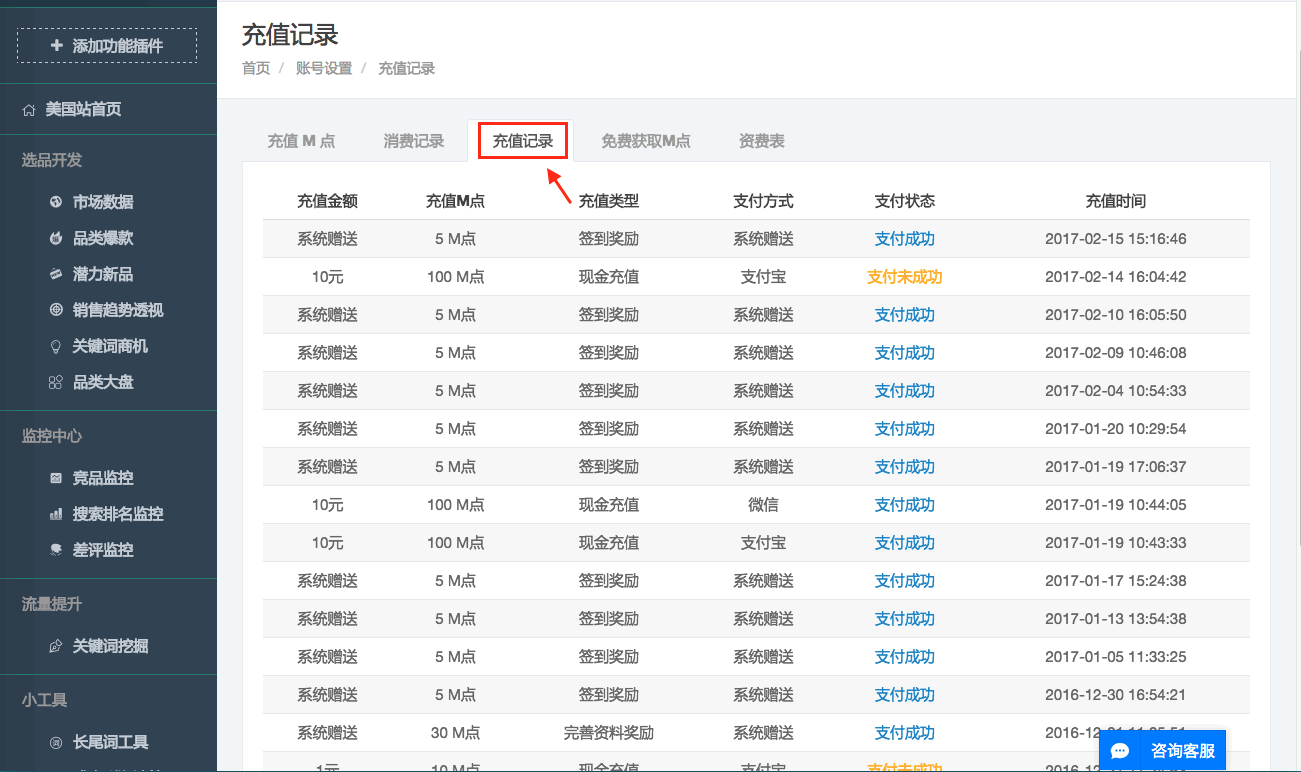 添加功能插件
美国站首页
选品开发
市场数据
品类爆款
潜力新品
销售趋势透视
关键词商机
品类大盘
监控中心
竞品监控
搜索排名监控
差评监控
流量提升
关键词挖掘
小工具
长尾词工具
充值记录
首页 / 账号设置 / 充值记录
充值 M 点 消费记录 充值记录 免费获取M点 资费表
充值金额 充值M点 充值类型 支付方式 支付状态 充值时间
系统赠送 5 M点 签到奖励 系统赠送 支付成功 2017-02-15 15:16:46
10元 100 M点 现金充值 支付宝 支付未成功 2017-02-14 16:04:42
系统赠送 5 M点 签到奖励 系统赠送 支付成功 2017-02-10 16:05:50
系统赠送 5 M点 签到奖励 系统赠送 支付成功 2017-02-09 10:46:08
系统赠送 5 M点 签到奖励 系统赠送 支付成功 2017-02-04 10:54:33
系统赠送 5 M点 签到奖励 系统赠送 支付成功 2017-01-20 10:29:54
系统赠送 5 M点 签到奖励 系统赠送 支付成功 2017-01-19 17:06:37
10元 100 M点 现金充值 微信 支付成功 2017-01-19 10:44:05
10元 100 M点 现金充值 支付宝 支付成功 2017-01-19 10:43:33
系统赠送 5 M点 签到奖励 系统赠送 支付成功 2017-01-17 15:24:38
系统赠送 5 M点 签到奖励 系统赠送 支付成功 2017-01-13 13:54:38
系统赠送 5 M点 签到奖励 系统赠送 支付成功 2017-01-05 11:33:25
系统赠送 5 M点 签到奖励 系统赠送 支付成功 2016-12-30 16:54:21
系统赠送 30 M点 完善资料奖励 系统赠送 支付成功
1元 10 M点 现金充值 支付宝 支付未成功
咨询客服